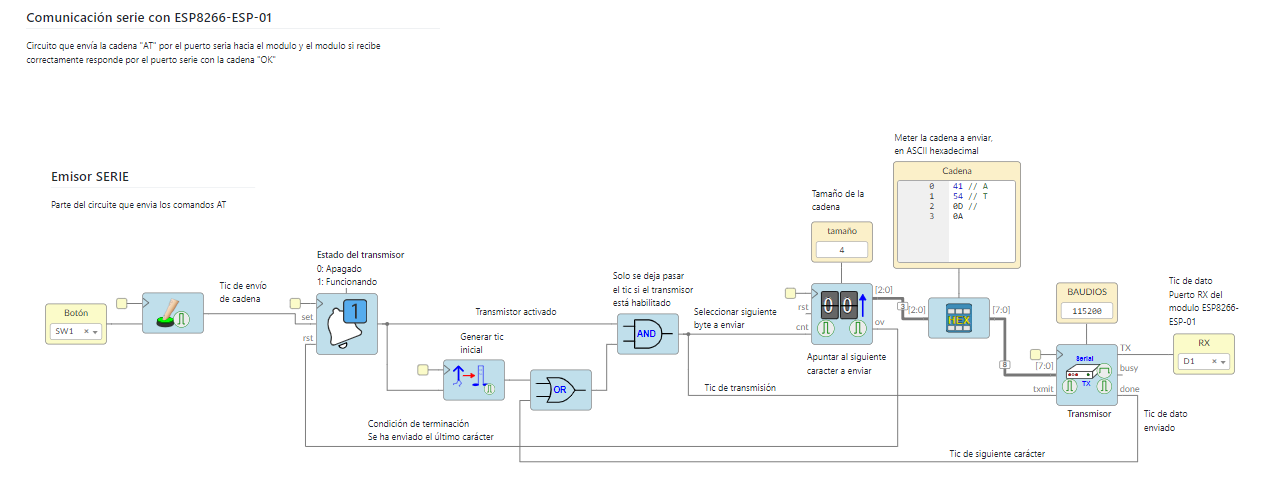 Comunicación serie con ESP8266-ESP-01
Circuito que envía la cadena "AT" por el puerto seria hacia el modulo y el modulo si recibe
correctamente responde por el puerto serie con la cadena "OK"
Emisor SERIE
Parte del circuite que envia los comandos AT
Meter la cadena a enviar,
en ASCII hexadecimal
Cadena
0 41 // A
1 54 // T
2 0D //
3 0A
Tamaño de la
cadena
tamaño
4
Estado del transmisor
0: Apagado
1: Funcionando
Tic de envío
de cadena
Botón
SW1
set
rst
1
Transmistor activado
Generar tic
inicial
Solo se deja pasar
el tic si el transmisor
está habilitado
AND
OR
Seleccionar siguiente
byte a enviar
Tic de transmisión
rst
cnt
0 0
[2:0]
ov
3
[2:0]
HEX
[7:0]
8
Apuntar al siguiente
caracter a enviar
BAUDIOS
115200
Tic de dato
Puerto RX del
modulo ESP8266-
ESP-01
RX
D1
[7:0]
txmit
Serial
TX
TX
busy
done
Transmisor
Tic de dato
enviado
Condición de terminación
Se ha enviado el último carácter
Tic de siguiente carácter